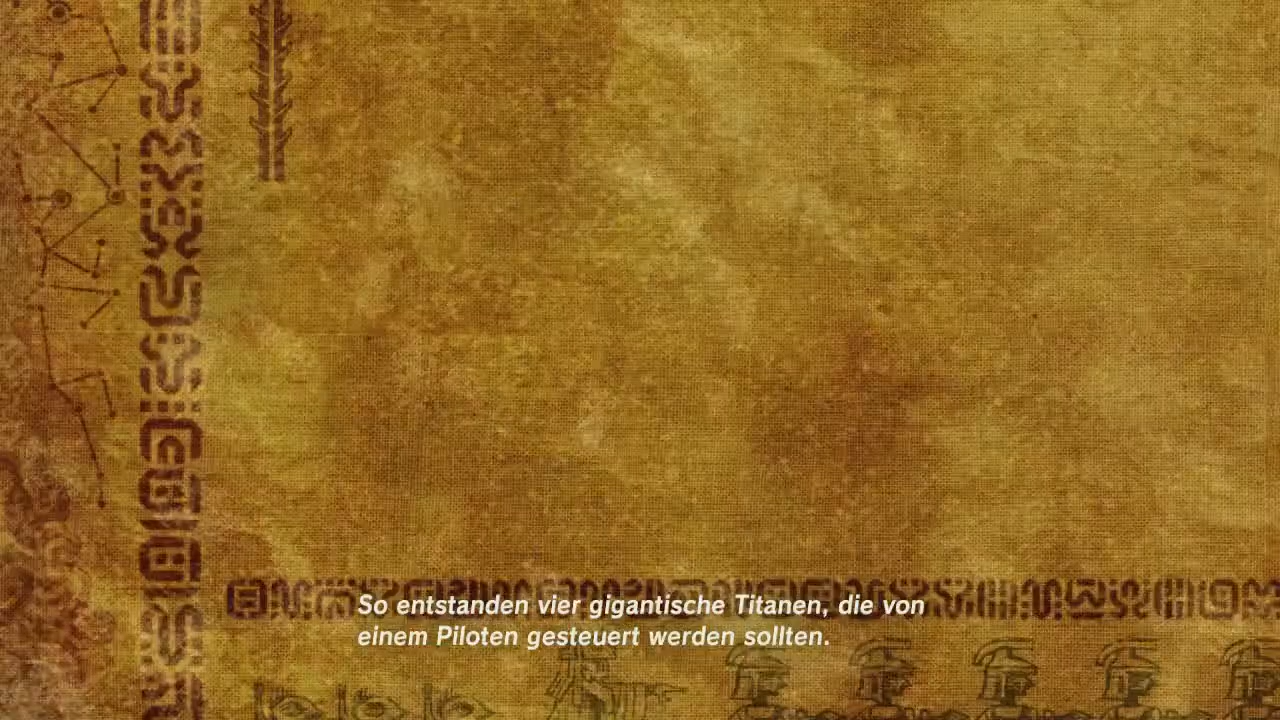 So entstanden vier gigantische Titanen, die von
einem Piloten gesteuert werden sollten.